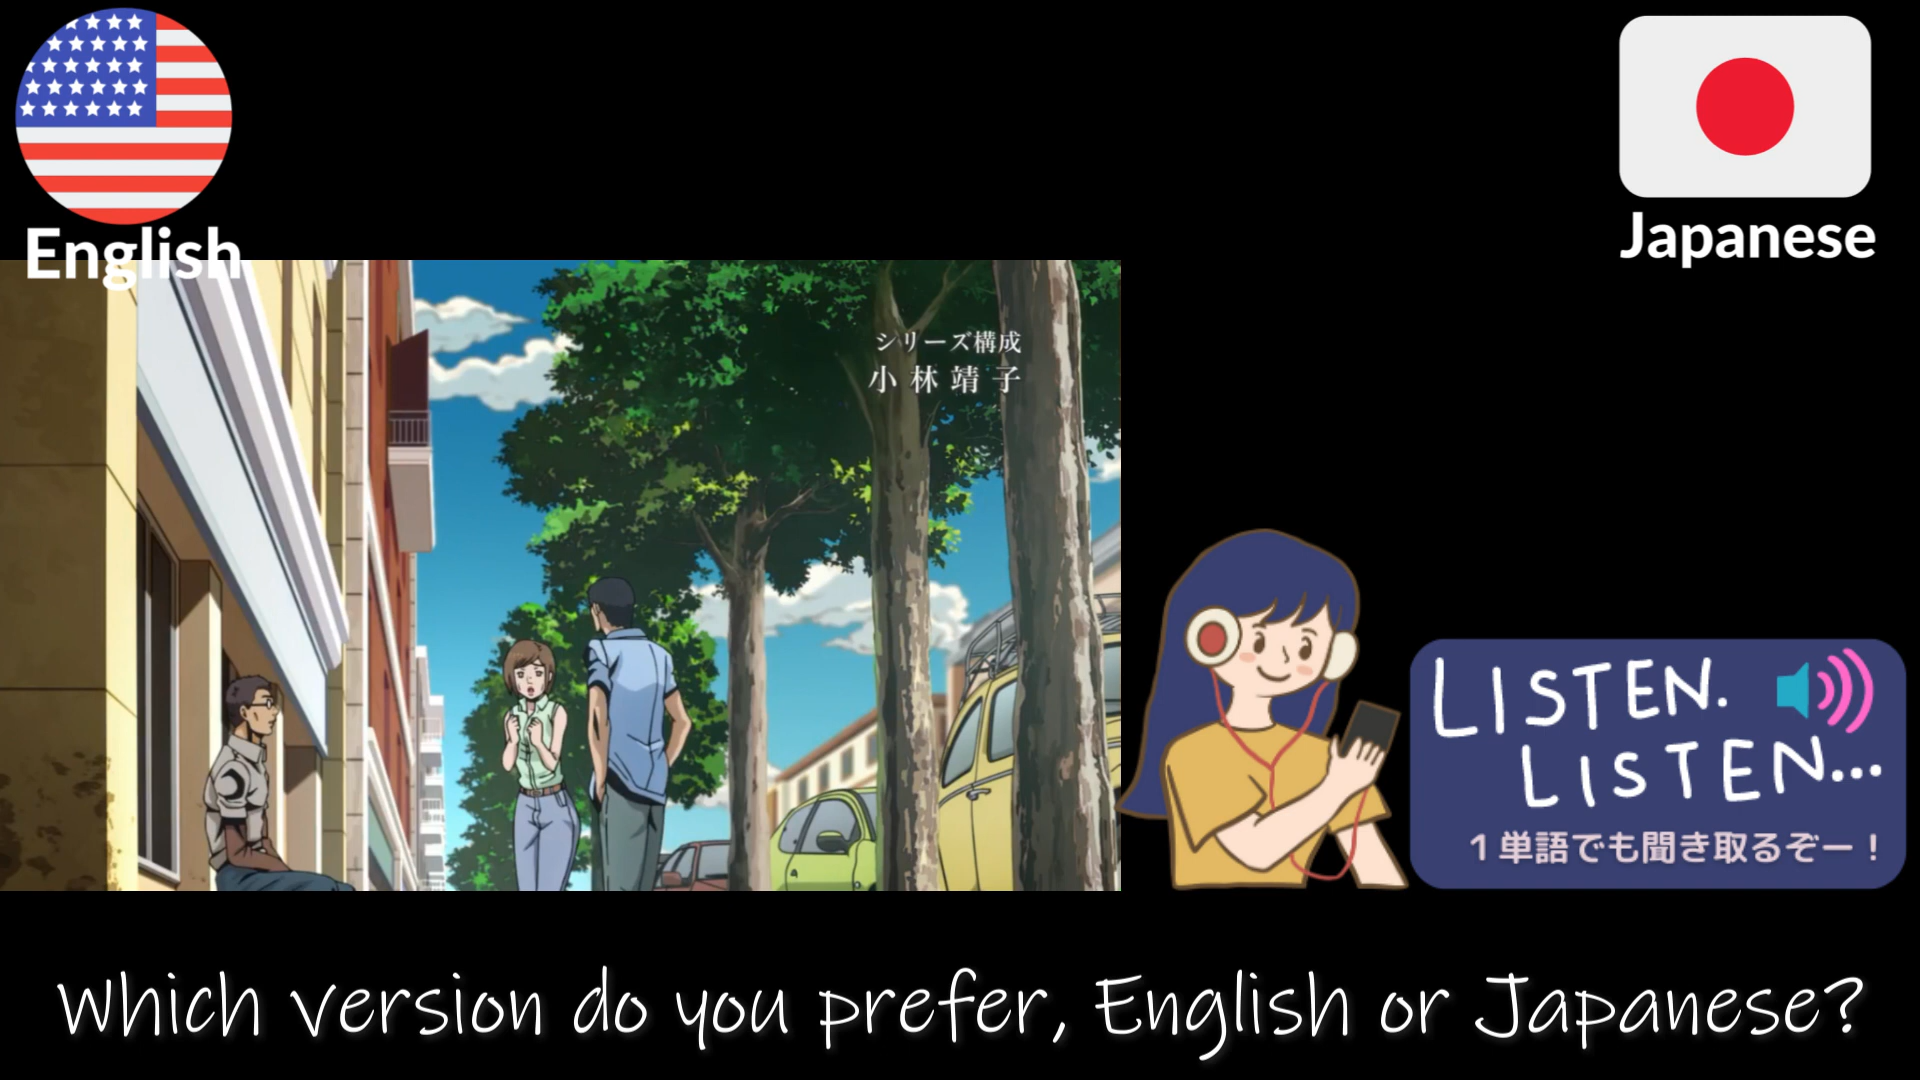 English
Japanese
シリーズ構成
小林靖子
LISTEN.
LISTEN...
1単語でも聞き取るぞー！
Which version do you prefer, English or Japanese?